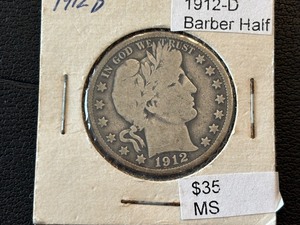 1912 D
1912-D
Barber Half
IN GOD WE TRUST
1912
$35
MS